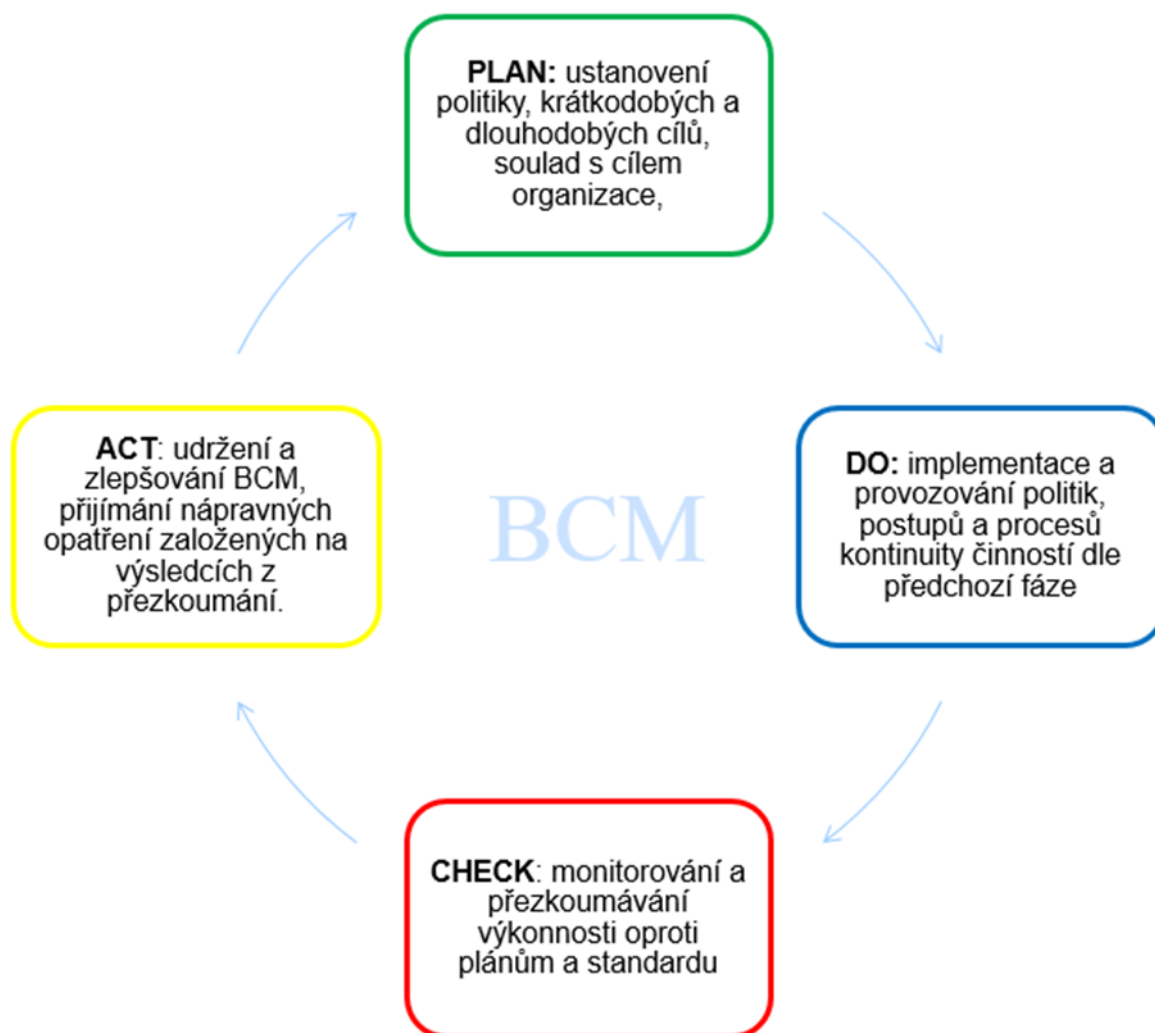 PLAN: ustanovení
politiky, krátkodobých a
dlouhodobých cílů,
soulad s cílem
organizace,
ACT: udržení a
zlepšování BCM,
přijímání nápravných
opatření založených na
výsledcích z
přezkoumání.
BCM
DO: implementace a
provozování politik,
postupů a procesů
kontinuity činností dle
předchozí fáze
CHECK: monitorování a
přezkoumávání
výkonnosti oproti
plánům a standardu